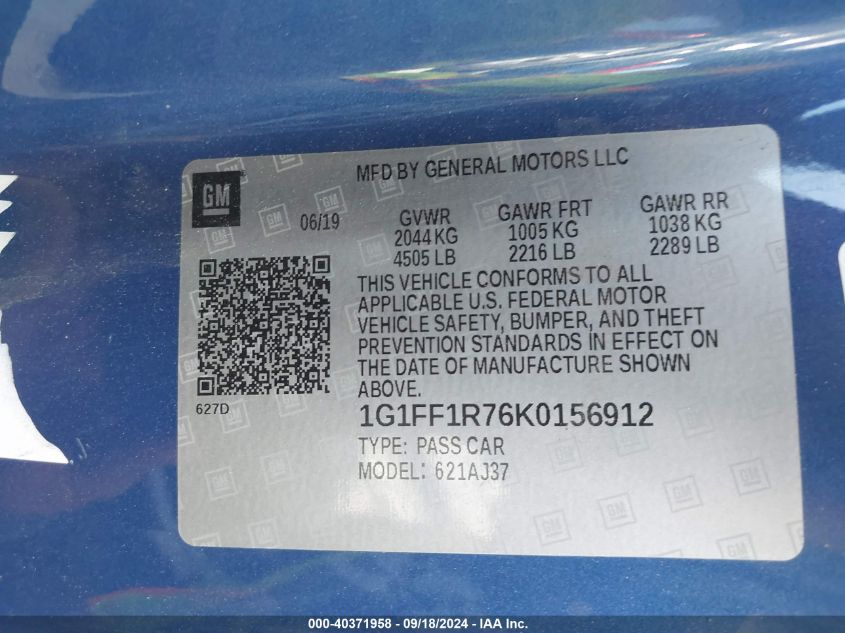 MFD BY GENERAL MOTORS LLC
GM
06/19
GVWR GAWR FRT GAWR RR
2044 KG 1005 KG 1038 KG
4505 LB 2216 LB 2289 LB
THIS VEHICLE CONFORMS TO ALL
APPLICABLE U.S. FEDERAL MOTOR
VEHICLE SAFETY, BUMPER, AND THEFT
PREVENTION STANDARDS IN EFFECT ON
THE DATE OF MANUFACTURE SHOWN
ABOVE.
627D
1G1FF1R76K0156912
TYPE: PASS CAR
MODEL: 621AJ37
000-40371958 - 09/18/2024 - IAA Inc.